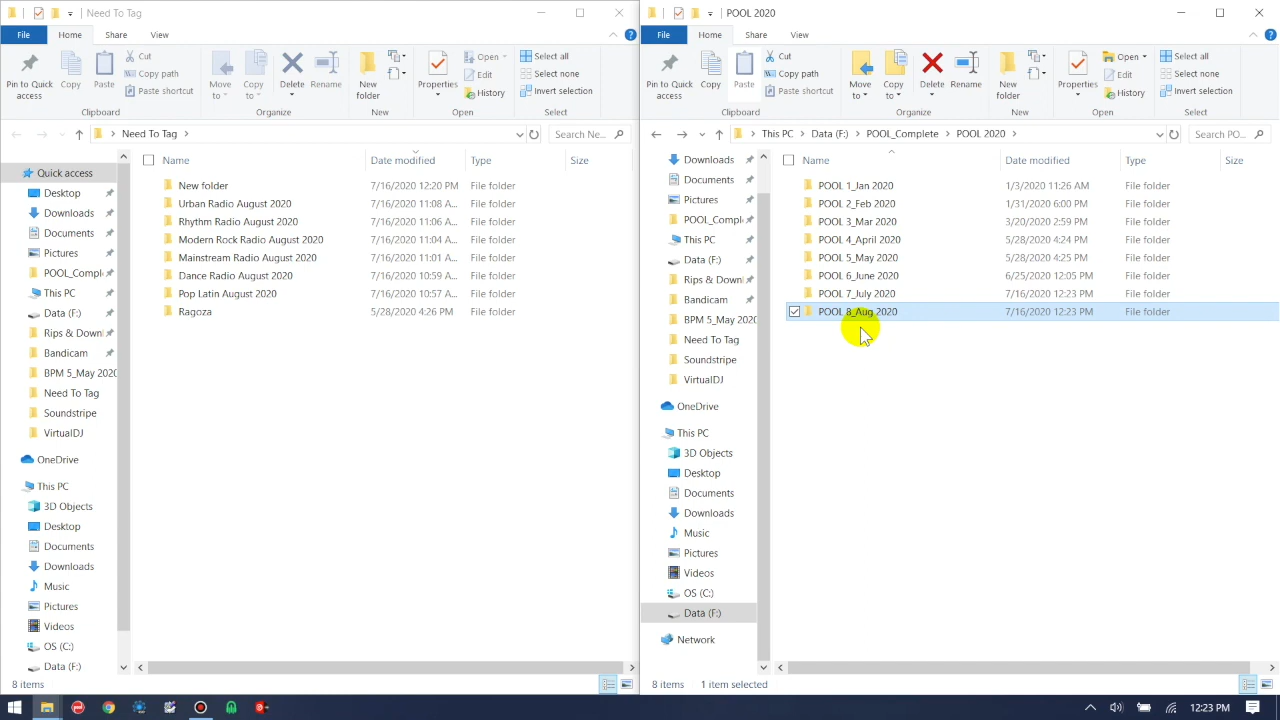 Need To Tag
File Home Share View
Pin to Quick access
Copy
Paste
Cut
Copy path
Paste shortcut
Move to
Copy to
Delete
Rename
New folder
Properties
Open
Edit
History
Select all
Select none
Invert selection
Clipboard Organize New Open Select
Need To Tag
Search Ne...
Name Date modified Type Size
Quick access
Desktop
Downloads
Documents
Pictures
POOL_Compl
This PC
Data (F:)
Rips & Down
Bandicam
BPM 5_May 2020
Need To Tag
Soundstripe
VirtualDJ
OneDrive
This PC
3D Objects
Desktop
Documents
Downloads
Music
Pictures
Videos
OS (C:)
Data (F:)
New folder 7/16/2020 12:20 PM File folder
Urban Radio August 2020 7/16/2020 11:08 A... File folder
Rhythm Radio August 2020 7/16/2020 11:06 A... File folder
Modern Rock Radio August 2020 7/16/2020 11:04 A... File folder
Mainstream Radio August 2020 7/16/2020 11:01 A... File folder
Dance Radio August 2020 7/16/2020 10:59 A... File folder
Pop Latin August 2020 7/16/2020 10:57 A... File folder
Ragoza 5/28/2020 4:26 PM File folder
8 items
POOL 2020
File Home Share View
Pin to Quick access
Copy
Paste
Cut
Copy path
Paste shortcut
Move to
Copy to
Delete
Rename
New folder
Properties
Open
Edit
History
Select all
Select none
Invert selection
Clipboard Organize New Open Select
This PC Data (F:) POOL_Complete POOL 2020
Search PO...
Name Date modified Type Size
Downloads
Documents
Pictures
POOL_Compl
This PC
Data (F:)
Rips & Down
Bandicam
BPM 5_May 2020
Need To Tag
Soundstripe
VirtualDJ
OneDrive
This PC
3D Objects
Desktop
Documents
Downloads
Music
Pictures
Videos
OS (C:)
Data (F:)
Network
POOL 1_Jan 2020 1/3/2020 11:26 AM File folder
POOL 2_Feb 2020 1/31/2020 6:00 PM File folder
POOL 3_Mar 2020 3/20/2020 2:59 PM File folder
POOL 4_April 2020 5/28/2020 4:24 PM File folder
POOL 5_May 2020 5/28/2020 4:25 PM File folder
POOL 6_June 2020 6/25/2020 12:05 PM File folder
POOL 7_July 2020 7/16/2020 12:23 PM File folder
POOL 8_Aug 2020 7/16/2020 12:23 PM File folder
8 items 1 item selected
12:23 PM